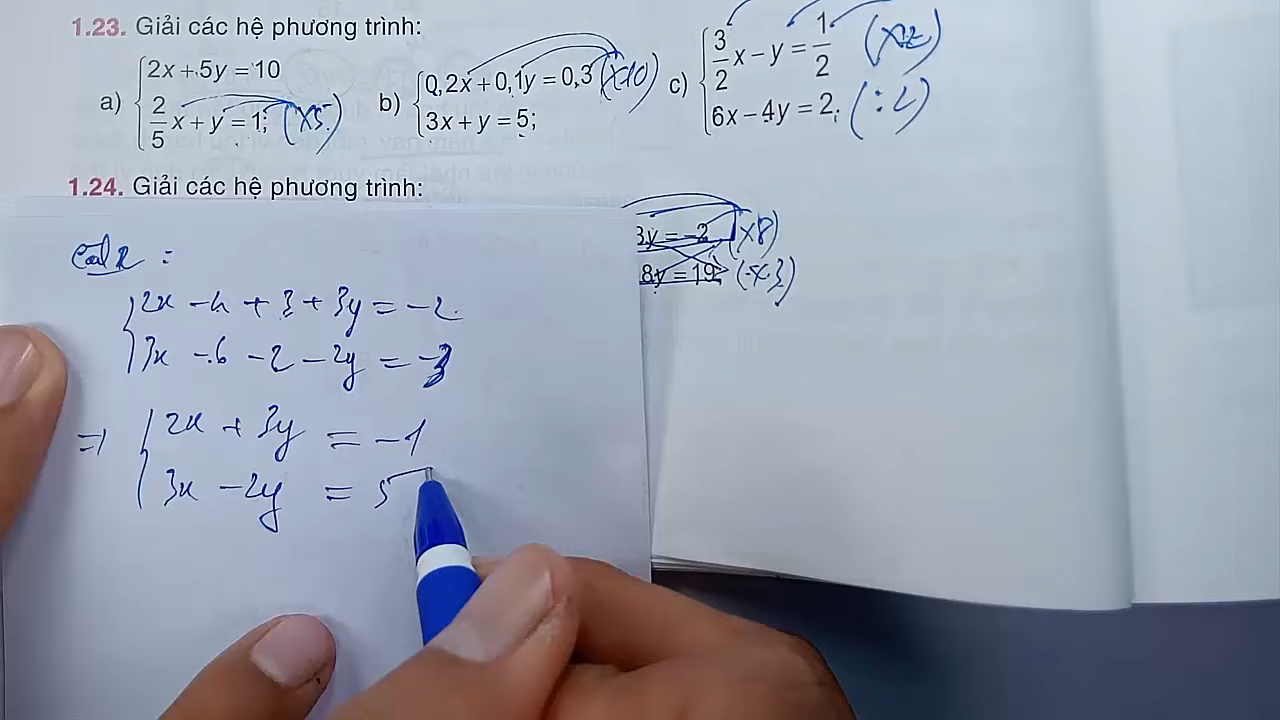 1.23. Giải các hệ phương trình:
a) { 2x + 5y = 10
2/5 x + y = 1; (x5)
b) { 0,2x + 0,1y = 0,3 (x10)
3x + y = 5;
c) { 3/2 x - y = 1/2 (x2)
6x - 4y = 2. (:2)
1.24. Giải các hệ phương trình:
3y = -2 (x8)
8y = 19 (x3)
Cách 2 :
{ 2x - 4 + 3 + 3y = -2
3x - 6 - 2 - 2y = -3
=> { 2x + 3y = -1
3x - 2y = 5